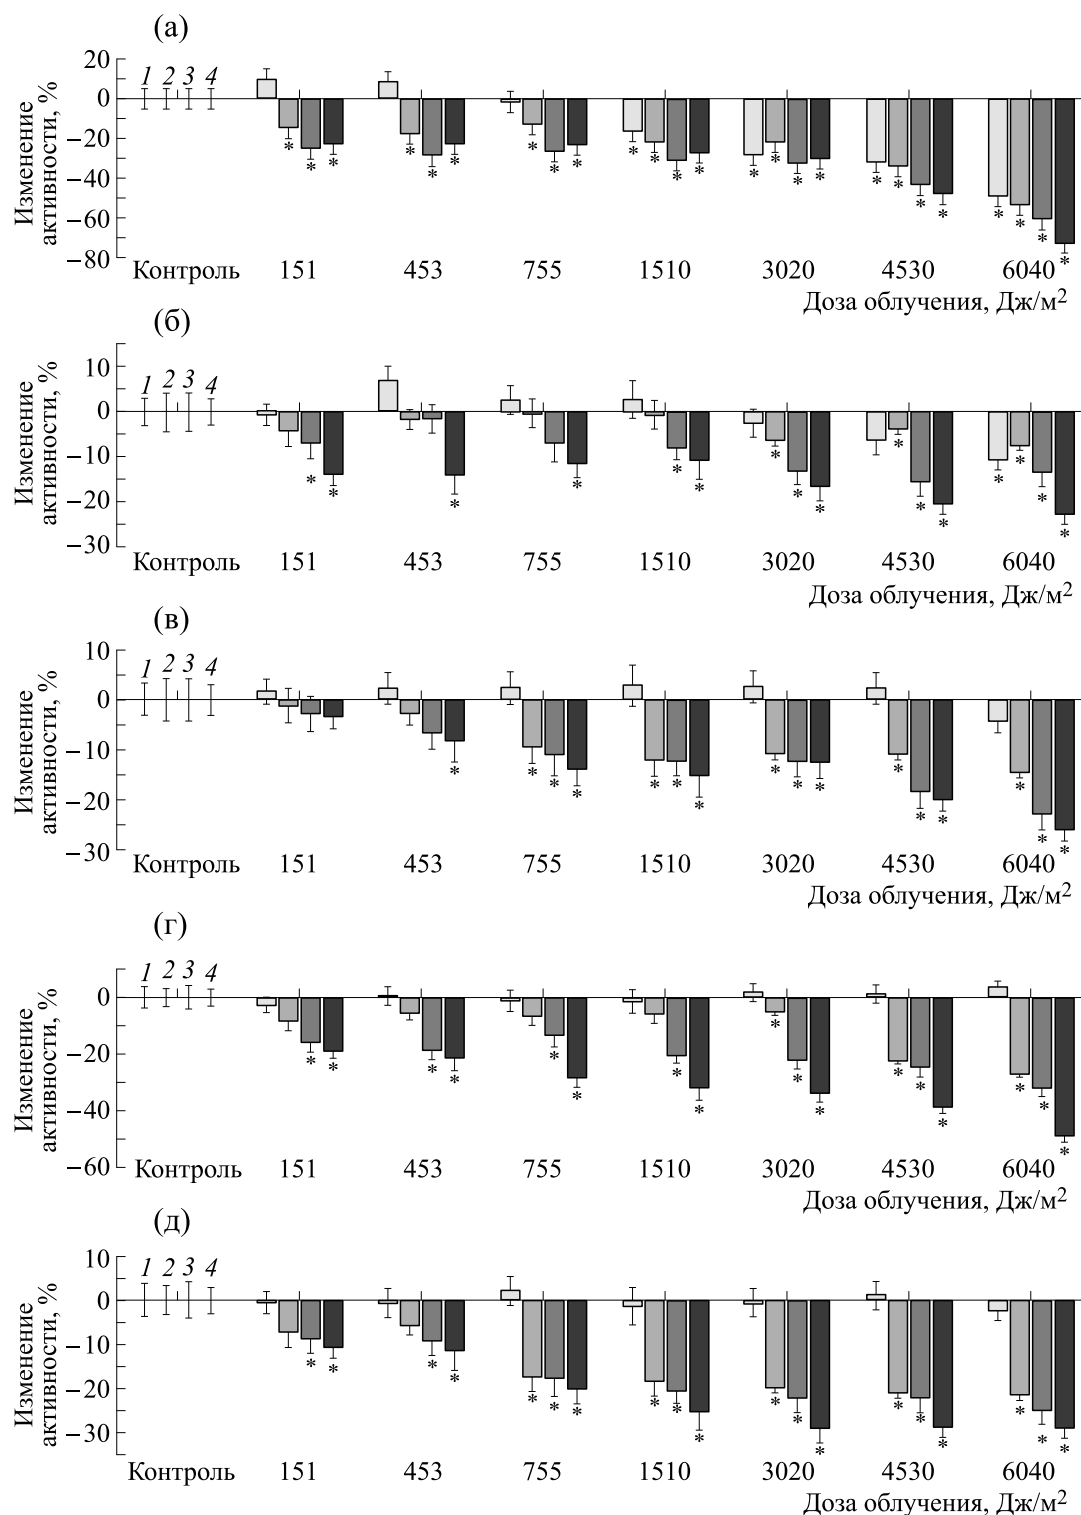 (а)
Изменение
активности, %
20
0
−20
−40
−60
−80
1 2 3 4
* * * * * * * * * * * * * * * * * * * * * * * * *
Контроль 151 453 755 1510 3020 4530 6040
Доза облучения, Дж/м2
(б)
Изменение
активности, %
10
0
−10
−20
−30
1 2 3 4
* * * * * * * * * * * * * * * * *
Контроль 151 453 755 1510 3020 4530 6040
Доза облучения, Дж/м2
(в)
Изменение
активности, %
10
0
−10
−20
−30
1 2 3 4
* * * * * * * * * * * * * * * *
Контроль 151 453 755 1510 3020 4530 6040
Доза облучения, Дж/м2
(г)
Изменение
активности, %
0
−20
−40
−60
1 2 3 4
* * * * * * * * * * * * * * * * *
Контроль 151 453 755 1510 3020 4530 6040
Доза облучения, Дж/м2
(д)
Изменение
активности, %
10
0
−10
−20
−30
1 2 3 4
* * * * * * * * * * * * * * * * * * *
Контроль 151 453 755 1510 3020 4530 6040
Доза облучения, Дж/м2